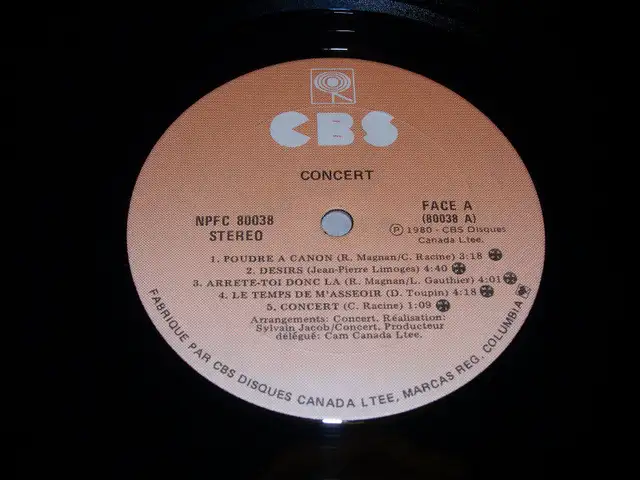 CBS
CONCERT
NPFC 80038
STEREO
FACE A
(80038 A)
Ⓟ 1980 - CBS Disques
Canada Ltee.
1. POUDRE A CANON (R. Magnan/C. Racine) 3:18
2. DESIRS (Jean-Pierre Limoges) 4:40
3. ARRETE-TOI DONC LA (R. Magnan/L. Gauthier) 4:01
4. LE TEMPS DE M'ASSEOIR (D. Toupin) 4:18
5. CONCERT (C. Racine) 1:09
Arrangements: Concert. Réalisation:
Sylvain Jacob/Concert. Producteur
délégué: Cam Canada Ltee.
FABRIQUE PAR CBS DISQUES CANADA LTEE, MARCAS REG. COLUMBIA